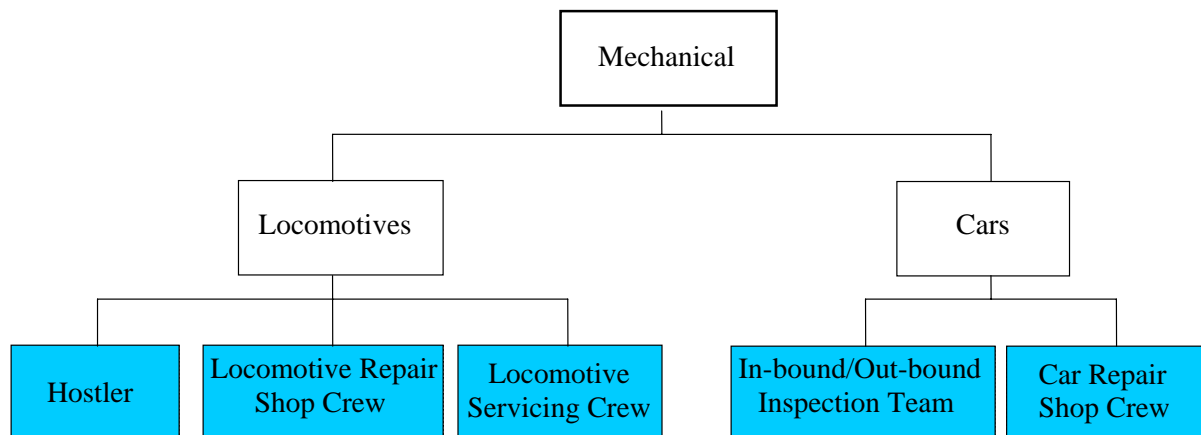 Mechanical
Locomotives
Cars
Hostler
Locomotive Repair
Shop Crew
Locomotive
Servicing Crew
In-bound/Out-bound
Inspection Team
Car Repair
Shop Crew